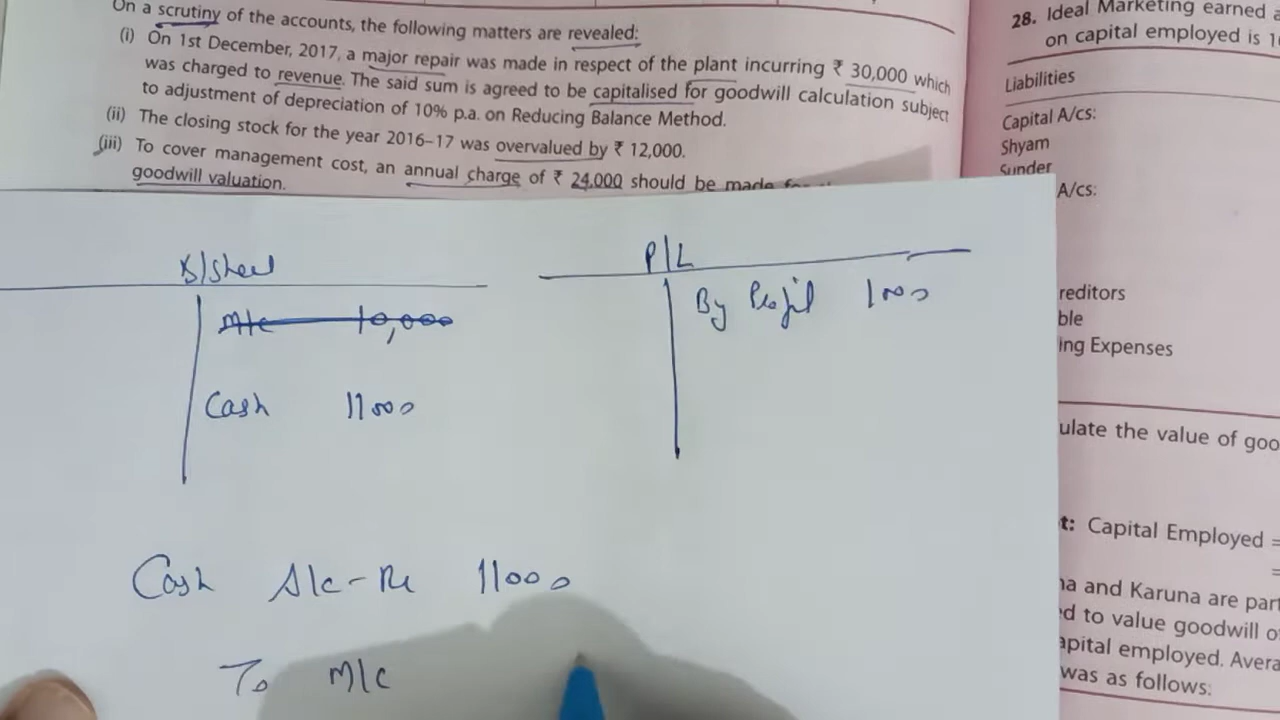 On a scrutiny of the accounts, the following matters are revealed:
(i) On 1st December, 2017, a major repair was made in respect of the plant incurring ₹ 30,000 which
was charged to revenue. The said sum is agreed to be capitalised for goodwill calculation subject
to adjustment of depreciation of 10% p.a. on Reducing Balance Method.
(ii) The closing stock for the year 2016–17 was overvalued by ₹ 12,000.
(iii) To cover management cost, an annual charge of ₹ 24,000 should be made for
goodwill valuation.
28. Ideal Marketing earned
on capital employed is
Liabilities
Capital A/cs:
Shyam
Sunder
A/cs:
reditors
ble
ing Expenses
ulate the value of goo
t: Capital Employed =
=
na and Karuna are par
ed to value goodwill o
apital employed. Avera
was as follows:
B/Sheet
M/c 10,000
Cash 11000
P/L
By Profit 1000
Cash A/c - Dr 11000
To M/c